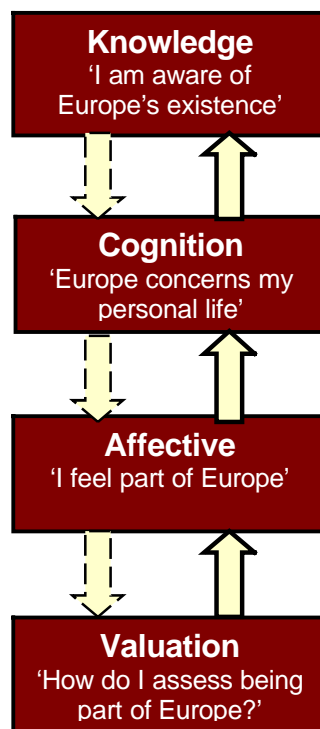 Knowledge
‘I am aware of
Europe’s existence’
Cognition
‘Europe concerns my
personal life’
Affective
‘I feel part of Europe’
Valuation
‘How do I assess being
part of Europe?’